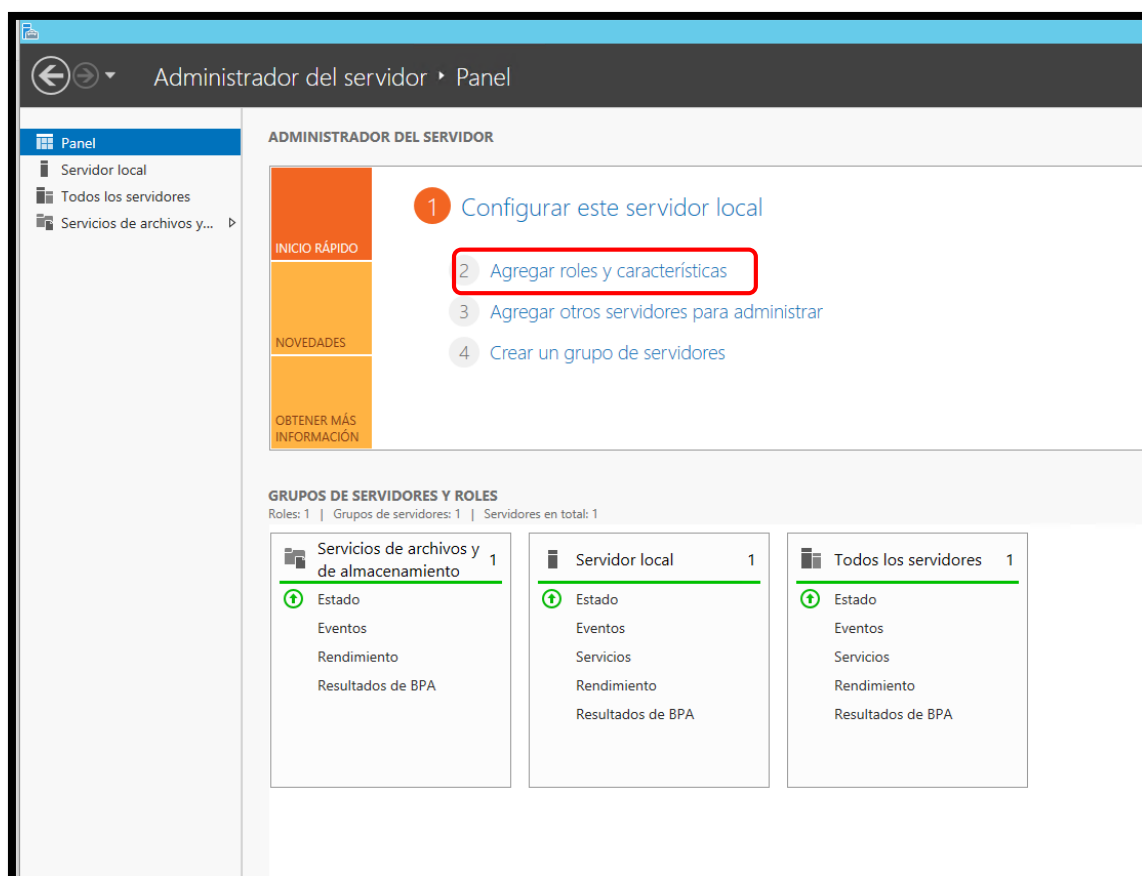 Administrador del servidor ‣ Panel
Panel
Servidor local
Todos los servidores
Servicios de archivos y...
ADMINISTRADOR DEL SERVIDOR
INICIO RÁPIDO
NOVEDADES
OBTENER MÁS
INFORMACIÓN
1 Configurar este servidor local
2 Agregar roles y características
3 Agregar otros servidores para administrar
4 Crear un grupo de servidores
GRUPOS DE SERVIDORES Y ROLES
Roles: 1 | Grupos de servidores: 1 | Servidores en total: 1
Servicios de archivos y
de almacenamiento 1
Estado
Eventos
Rendimiento
Resultados de BPA
Servidor local 1
Estado
Eventos
Servicios
Rendimiento
Resultados de BPA
Todos los servidores 1
Estado
Eventos
Servicios
Rendimiento
Resultados de BPA